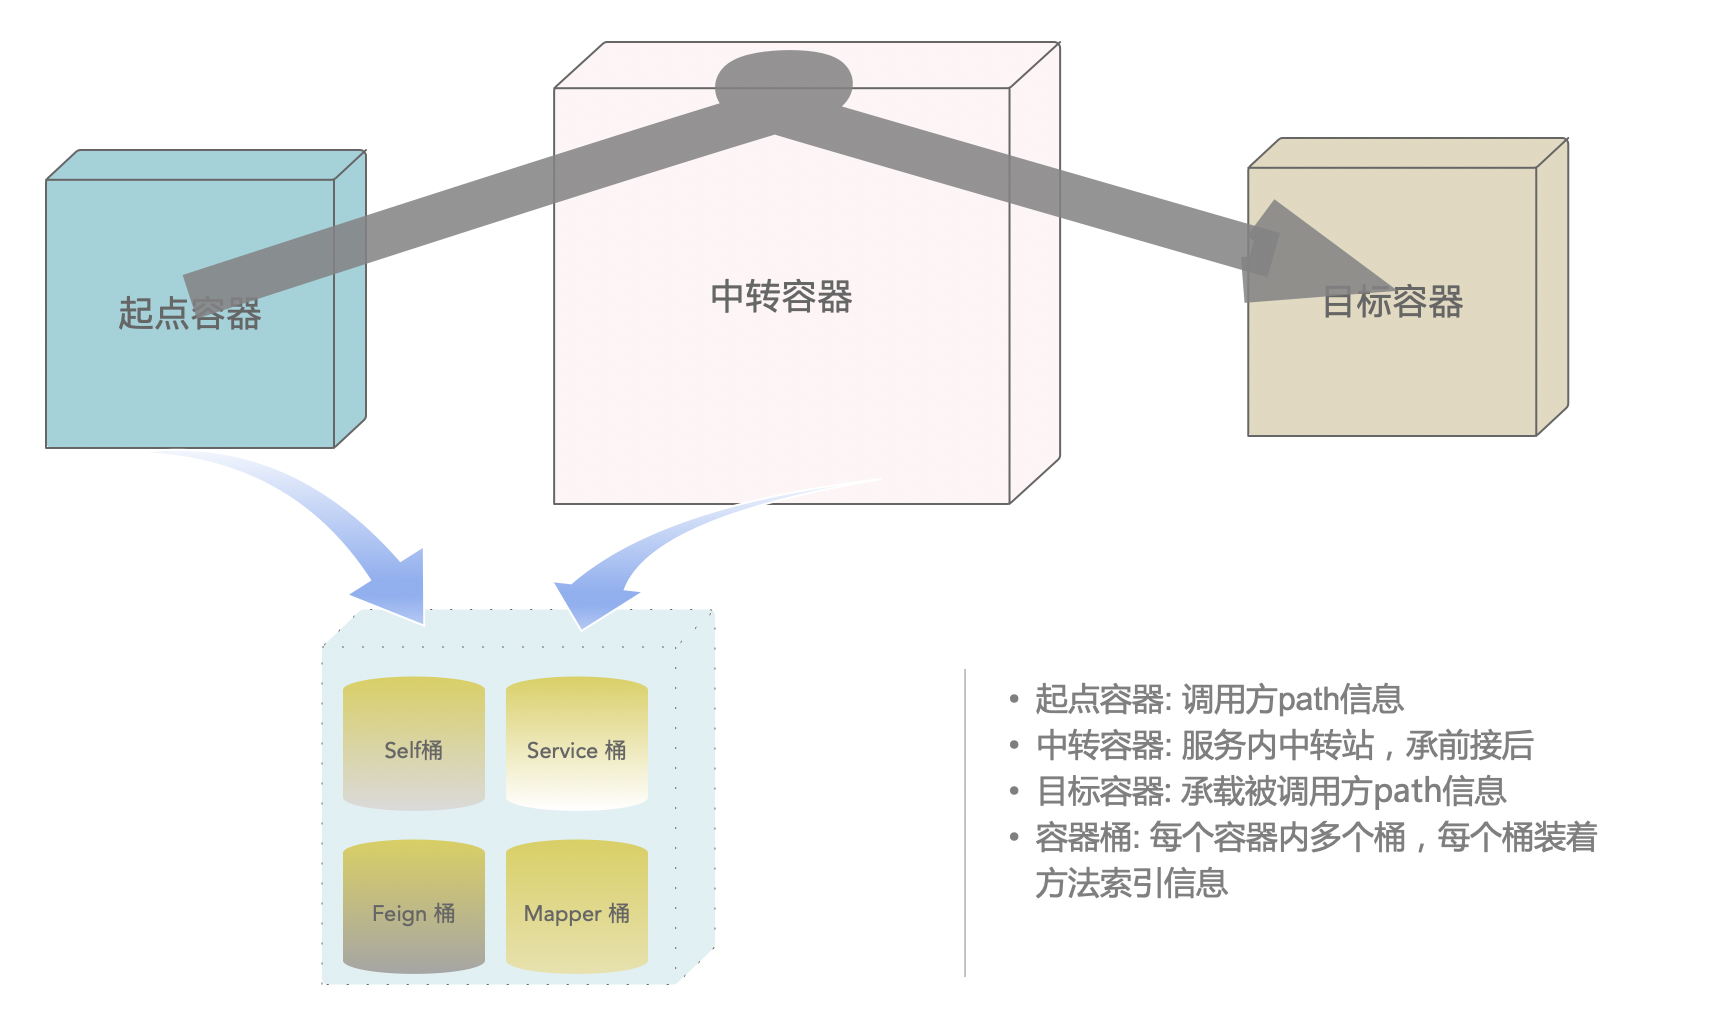 起点容器
中转容器
目标容器
Self桶
Service 桶
Feign 桶
Mapper 桶
• 起点容器: 调用方path信息
• 中转容器: 服务内中转站，承前接后
• 目标容器: 承载被调用方path信息
• 容器桶: 每个容器内多个桶，每个桶装着
方法索引信息